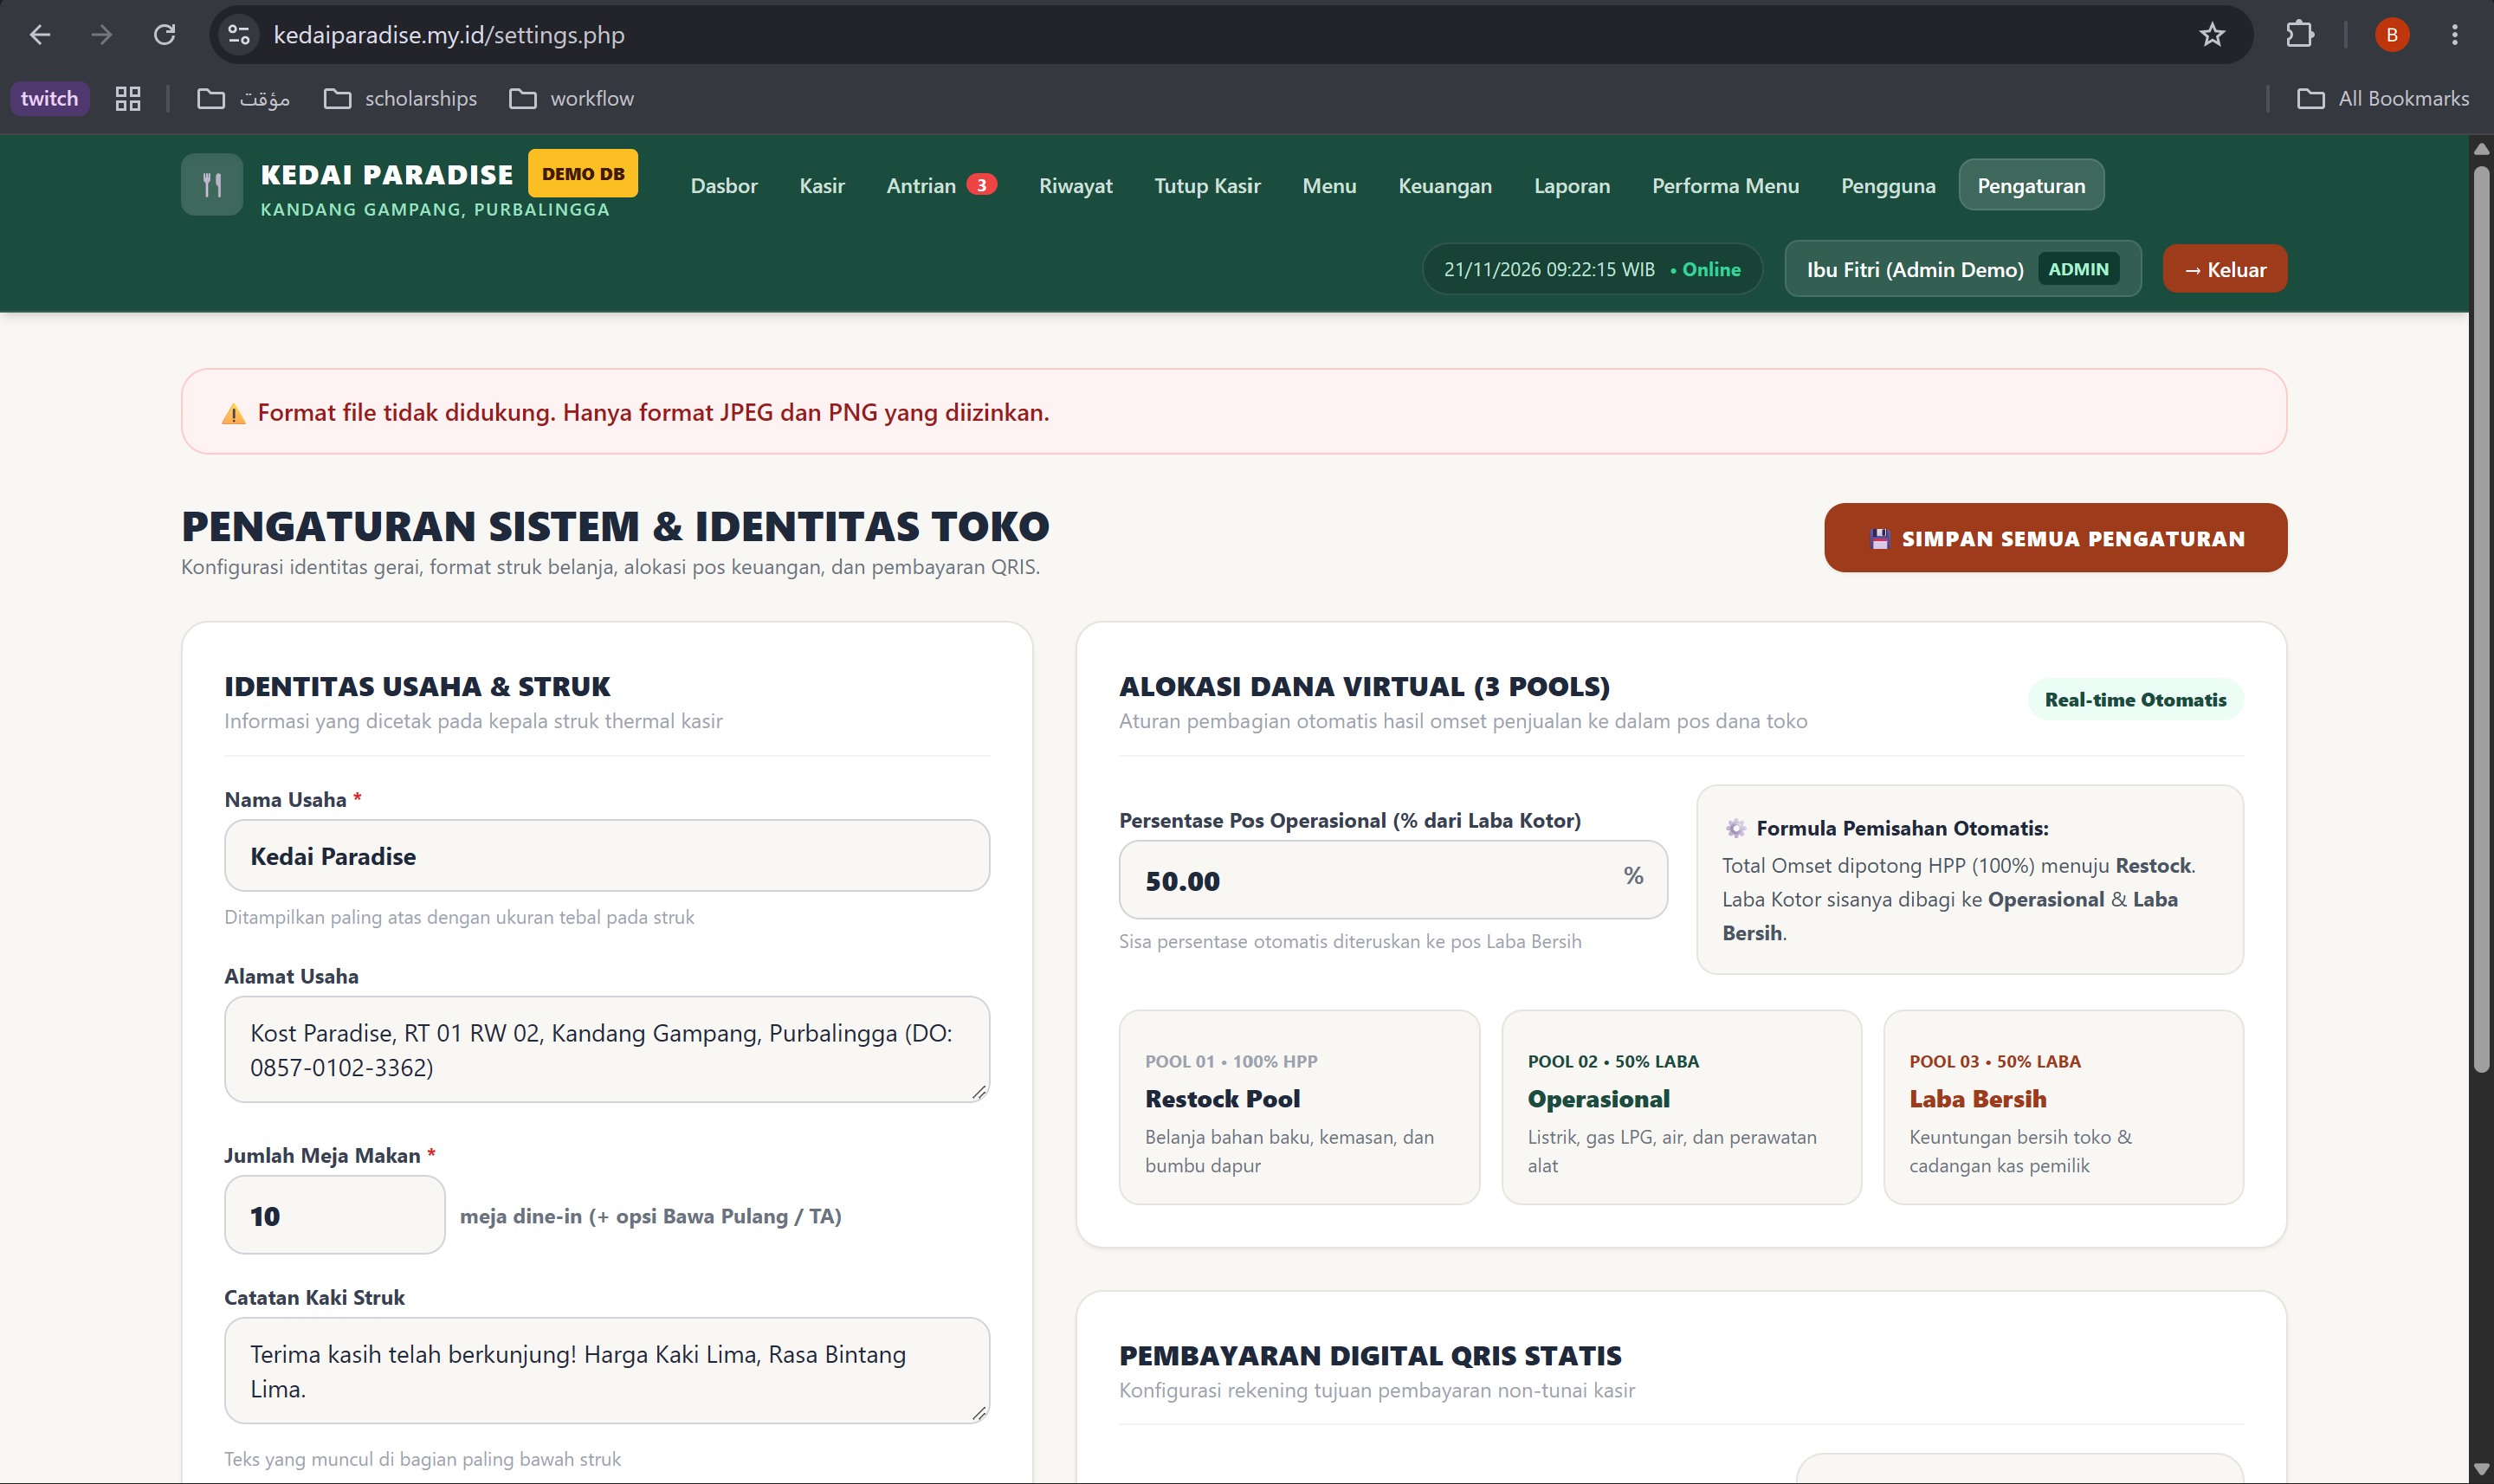 kedaiparadise.my.id/settings.php
B
twitch
مؤقت
scholarships
workflow
All Bookmarks
KEDAI PARADISE
DEMO DB
KANDANG GAMPANG, PURBALINGGA
Dasbor
Kasir
Antrian 3
Riwayat
Tutup Kasir
Menu
Keuangan
Laporan
Performa Menu
Pengguna
Pengaturan
21/11/2026 09:22:15 WIB • Online
Ibu Fitri (Admin Demo) ADMIN
→ Keluar
⚠️ Format file tidak didukung. Hanya format JPEG dan PNG yang diizinkan.
PENGATURAN SISTEM & IDENTITAS TOKO
Konfigurasi identitas gerai, format struk belanja, alokasi pos keuangan, dan pembayaran QRIS.
💾 SIMPAN SEMUA PENGATURAN
IDENTITAS USAHA & STRUK
Informasi yang dicetak pada kepala struk thermal kasir
Nama Usaha *
Kedai Paradise
Ditampilkan paling atas dengan ukuran tebal pada struk
Alamat Usaha
Kost Paradise, RT 01 RW 02, Kandang Gampang, Purbalingga (DO:
0857-0102-3362)
Jumlah Meja Makan *
10
meja dine-in (+ opsi Bawa Pulang / TA)
Catatan Kaki Struk
Terima kasih telah berkunjung! Harga Kaki Lima, Rasa Bintang
Lima.
Teks yang muncul di bagian paling bawah struk
ALOKASI DANA VIRTUAL (3 POOLS)
Aturan pembagian otomatis hasil omset penjualan ke dalam pos dana toko
Real-time Otomatis
Persentase Pos Operasional (% dari Laba Kotor)
50.00 %
Sisa persentase otomatis diteruskan ke pos Laba Bersih
⚙️ Formula Pemisahan Otomatis:
Total Omset dipotong HPP (100%) menuju Restock.
Laba Kotor sisanya dibagi ke Operasional & Laba
Bersih.
POOL 01 • 100% HPP
Restock Pool
Belanja bahan baku, kemasan, dan
bumbu dapur
POOL 02 • 50% LABA
Operasional
Listrik, gas LPG, air, dan perawatan
alat
POOL 03 • 50% LABA
Laba Bersih
Keuntungan bersih toko &
cadangan kas pemilik
PEMBAYARAN DIGITAL QRIS STATIS
Konfigurasi rekening tujuan pembayaran non-tunai kasir